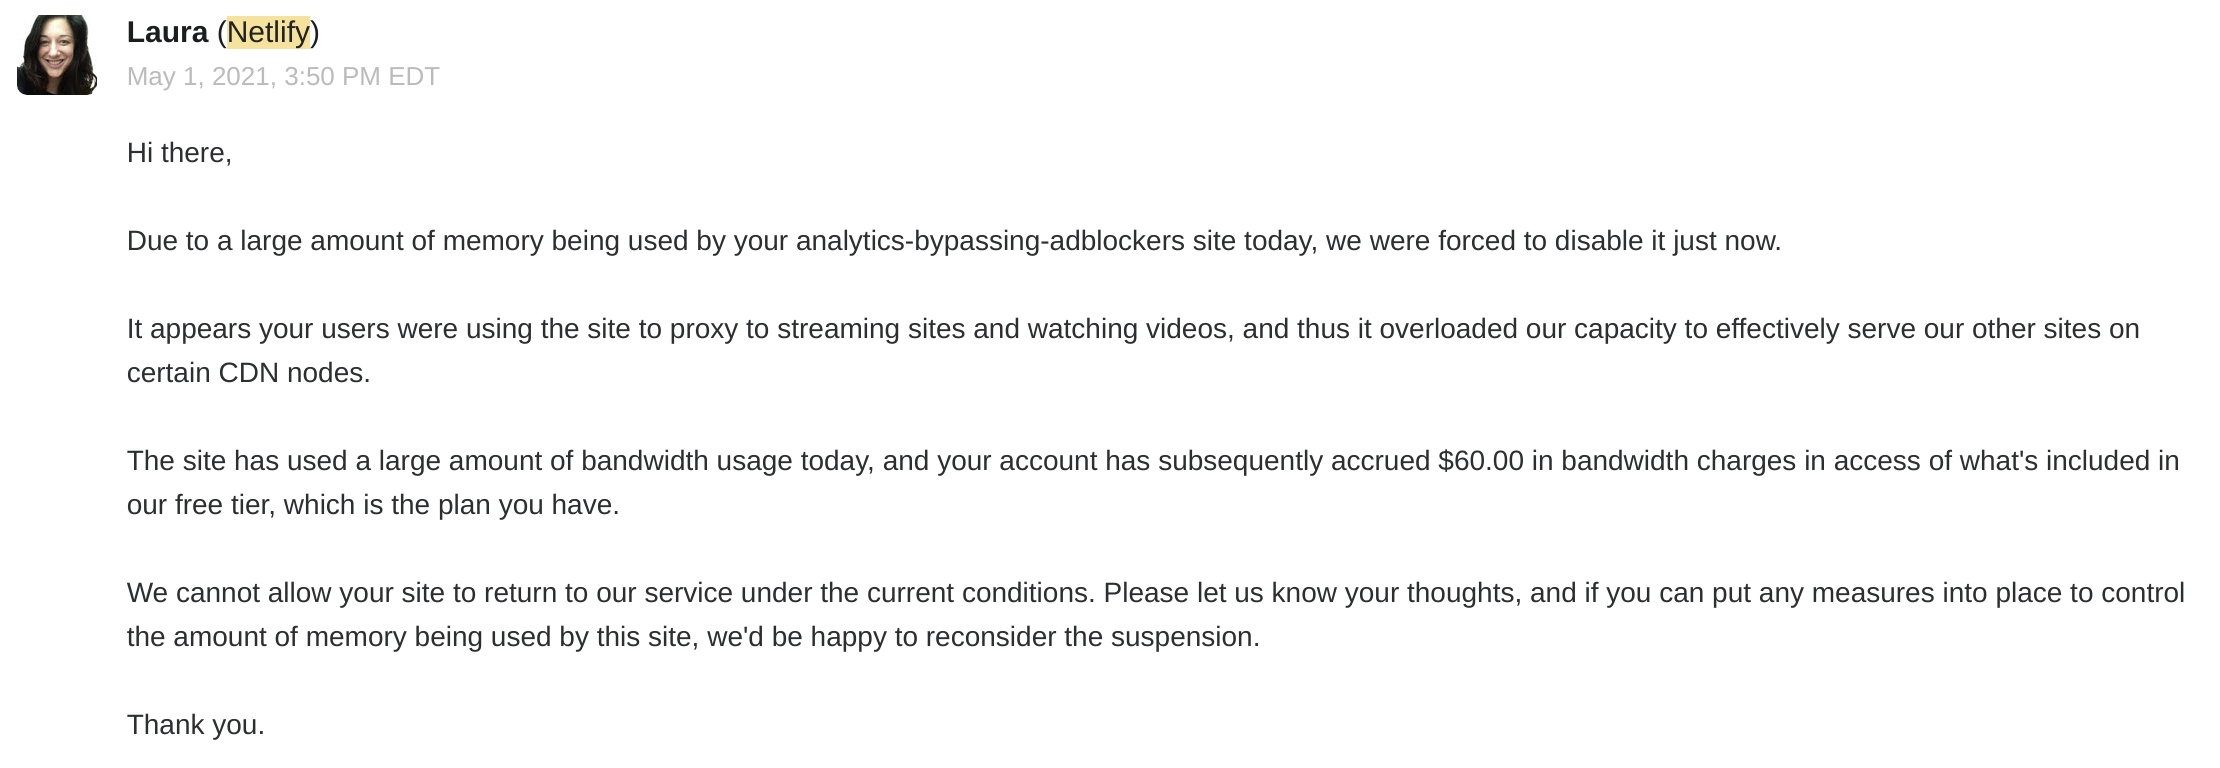 Laura (Netlify)
May 1, 2021, 3:50 PM EDT
Hi there,
Due to a large amount of memory being used by your analytics-bypassing-adblockers site today, we were forced to disable it just now.
It appears your users were using the site to proxy to streaming sites and watching videos, and thus it overloaded our capacity to effectively serve our other sites on
certain CDN nodes.
The site has used a large amount of bandwidth usage today, and your account has subsequently accrued $60.00 in bandwidth charges in access of what's included in
our free tier, which is the plan you have.
We cannot allow your site to return to our service under the current conditions. Please let us know your thoughts, and if you can put any measures into place to control
the amount of memory being used by this site, we'd be happy to reconsider the suspension.
Thank you.